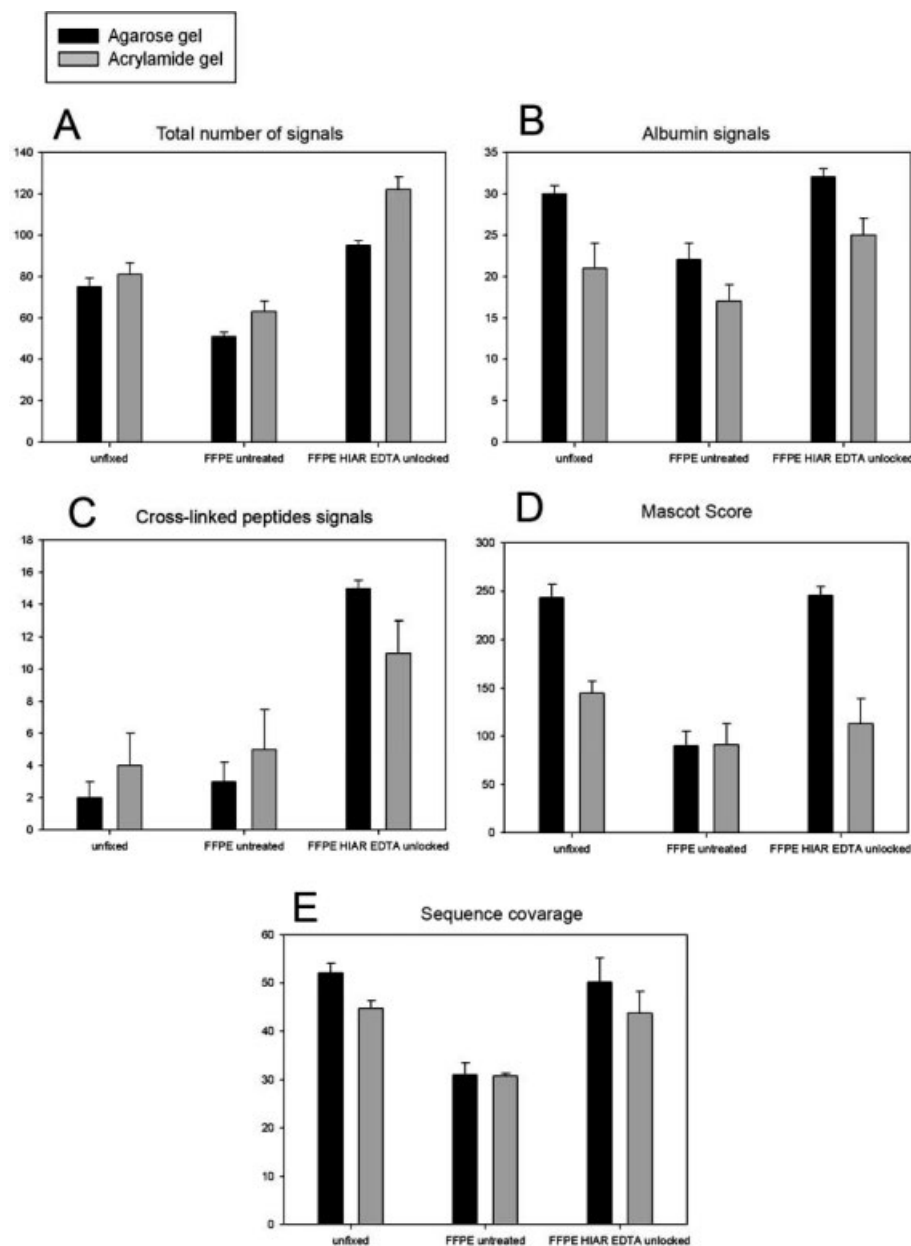 Agarose gel
Acrylamide gel
A
Total number of signals
140
120
100
80
60
40
20
0
unfixed
FFPE untreated
FFPE HIAR EDTA unlocked
B
Albumin signals
35
30
25
20
15
10
5
0
unfixed
FFPE untreated
FFPE HIAR EDTA unlocked
C
Cross-linked peptides signals
18
16
14
12
10
8
6
4
2
0
unfixed
FFPE untreated
FFPE HIAR EDTA unlocked
D
Mascot Score
300
250
200
150
100
50
0
unfixed
FFPE untreated
FFPE HIAR EDTA unlocked
E
Sequence covarage
60
50
40
30
20
10
0
unfixed
FFPE untreated
FFPE HIAR EDTA unlocked